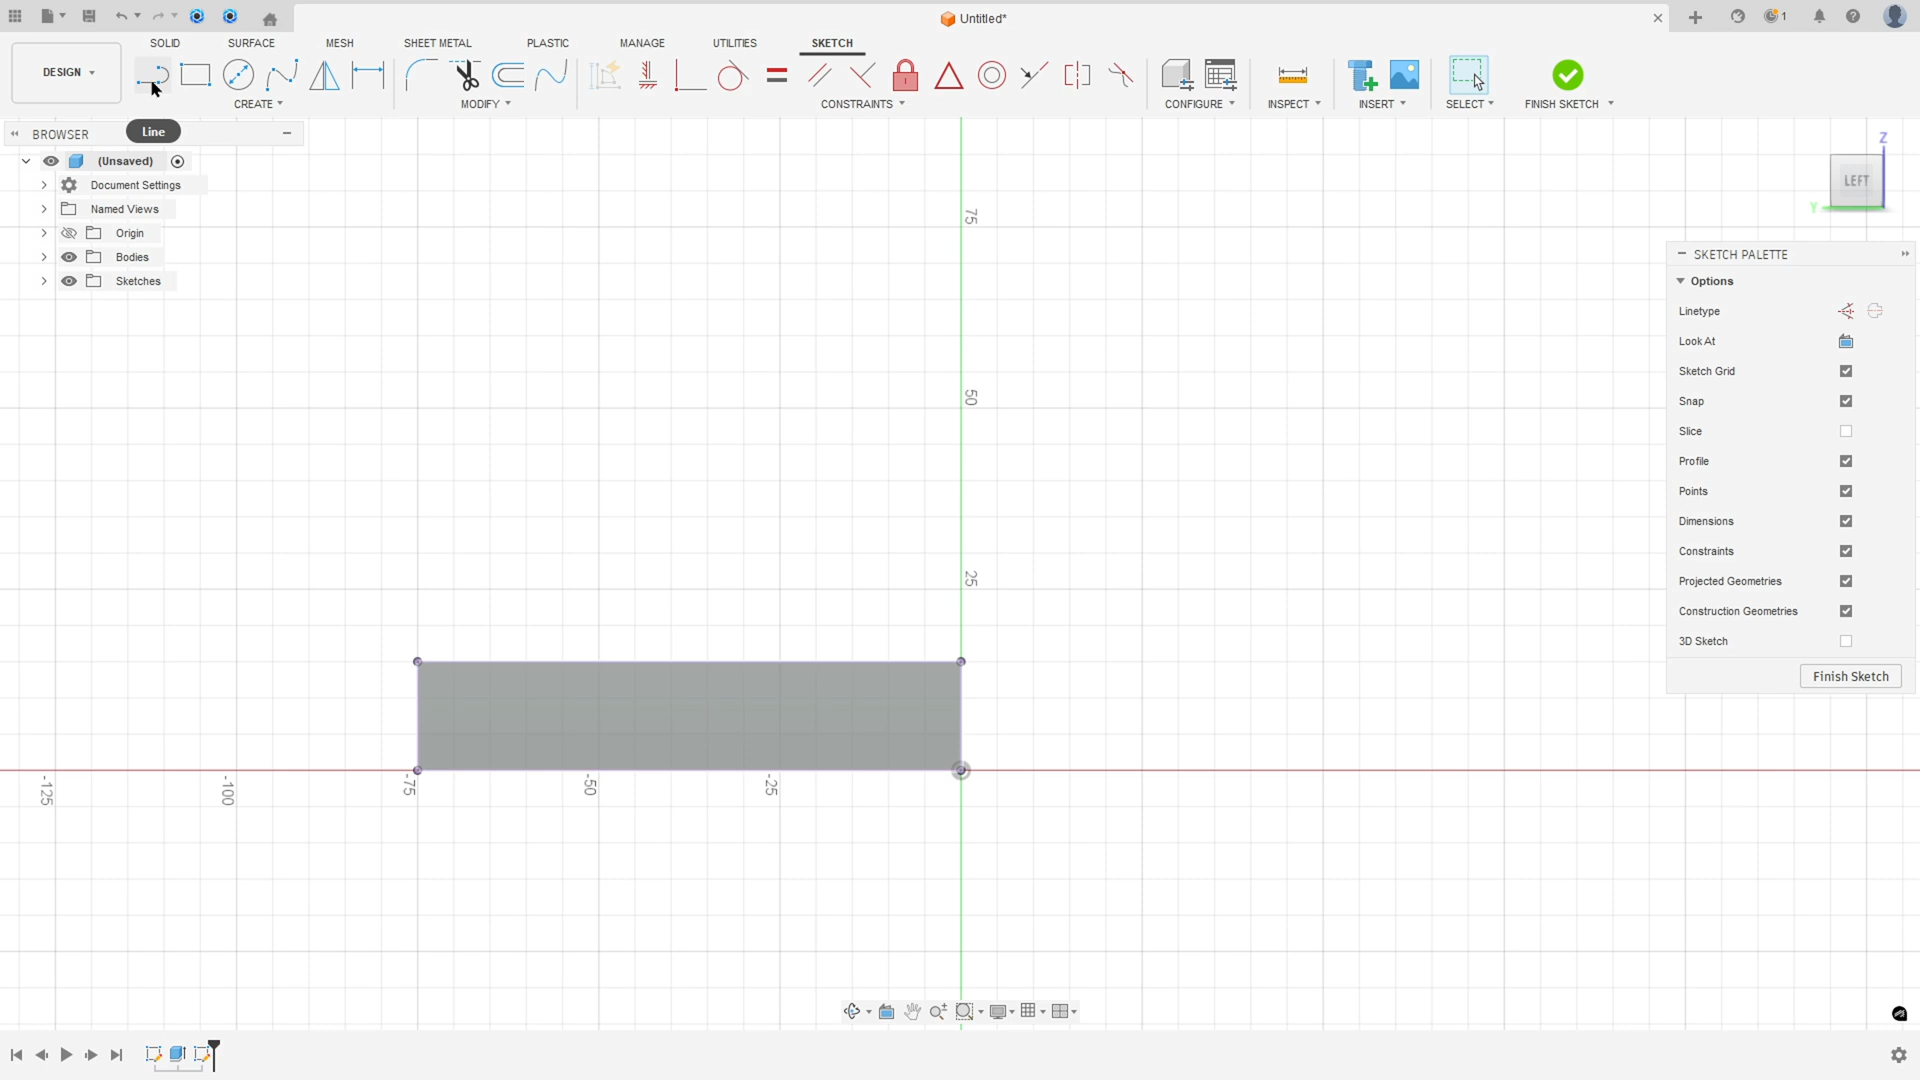 Untitled*
1
SOLID
SURFACE
MESH
SHEET METAL
PLASTIC
MANAGE
UTILITIES
SKETCH
DESIGN
CREATE
MODIFY
CONSTRAINTS
CONFIGURE
INSPECT
INSERT
SELECT
FINISH SKETCH
BROWSER
Line
(Unsaved)
Document Settings
Named Views
Origin
Bodies
Sketches
Z
LEFT
Y
SKETCH PALETTE
Options
Linetype
Look At
Sketch Grid
Snap
Slice
Profile
Points
Dimensions
Constraints
Projected Geometries
Construction Geometries
3D Sketch
Finish Sketch
75
50
25
-125
-100
-75
-50
-25